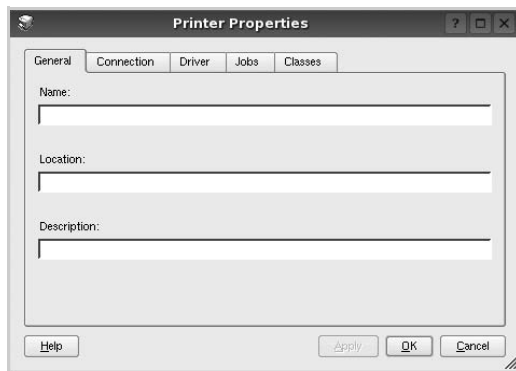 Printer Properties ?
General Connection Driver Jobs Classes
Name:
Location:
Description:
Help Apply OK Cancel